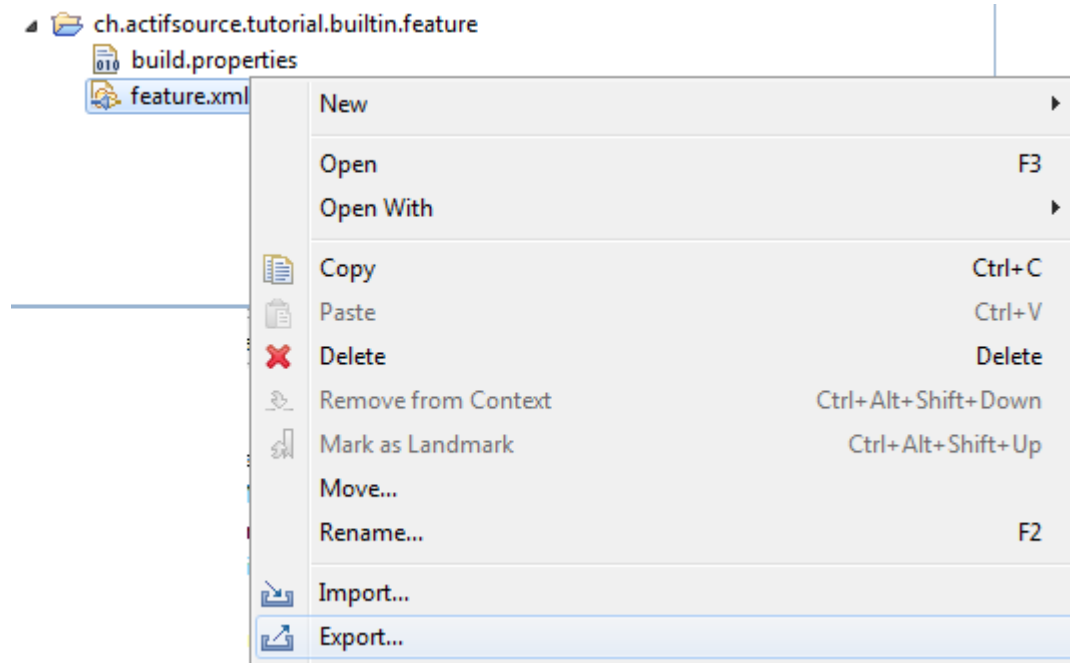 ch.actifsource.tutorial.builtin.feature
build.properties
feature.xml
New
Open F3
Open With
Copy Ctrl+C
Paste Ctrl+V
Delete Delete
Remove from Context Ctrl+Alt+Shift+Down
Mark as Landmark Ctrl+Alt+Shift+Up
Move...
Rename... F2
Import...
Export...